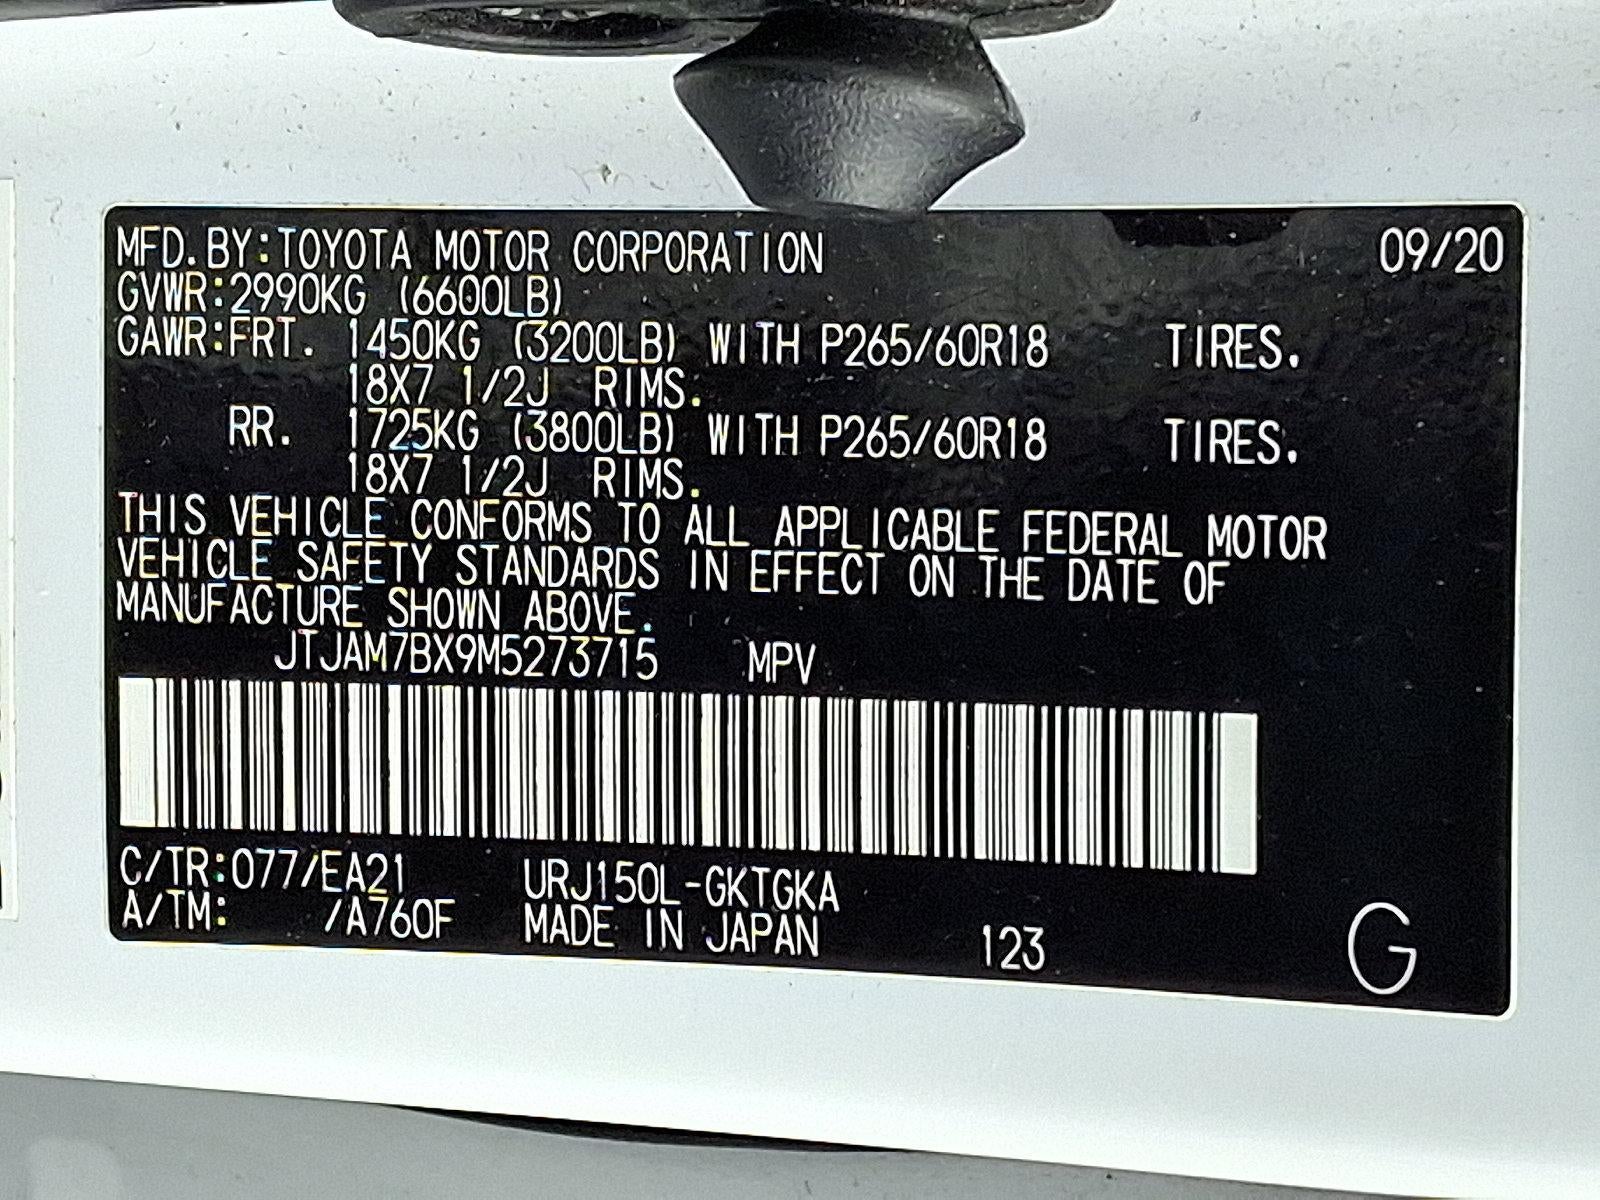 MFD.BY:TOYOTA MOTOR CORPORATION 09/20
GVWR:2990KG (6600LB)
GAWR:FRT. 1450KG (3200LB) WITH P265/60R18 TIRES.
18X7 1/2J RIMS.
RR. 1725KG (3800LB) WITH P265/60R18 TIRES.
18X7 1/2J RIMS.
THIS VEHICLE CONFORMS TO ALL APPLICABLE FEDERAL MOTOR
VEHICLE SAFETY STANDARDS IN EFFECT ON THE DATE OF
MANUFACTURE SHOWN ABOVE.
JTJAM7BX9M5273715 MPV
C/TR:077/EA21 URJ150L-GKTGKA
A/TM: /A760F MADE IN JAPAN 123 G